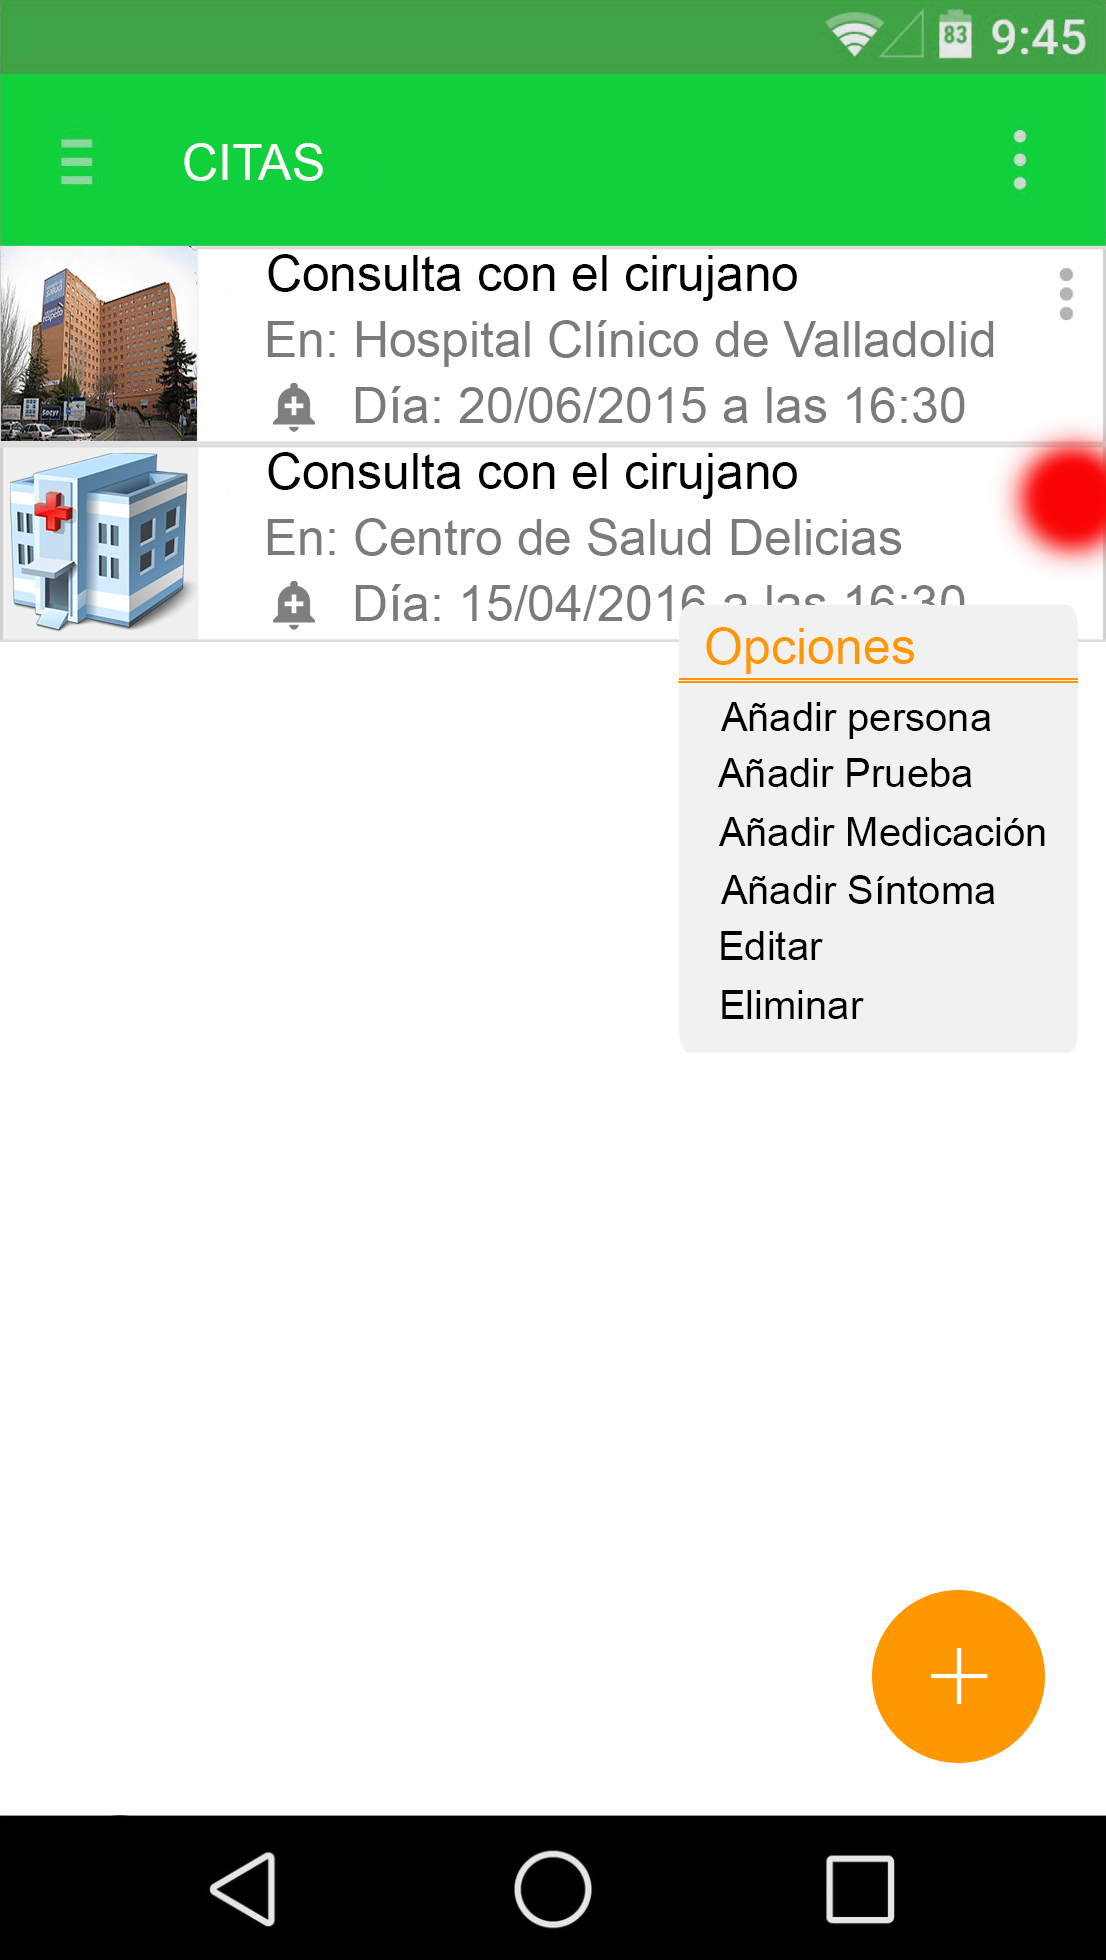 83 9:45
CITAS
Consulta con el cirujano
En: Hospital Clínico de Valladolid
Día: 20/06/2015 a las 16:30
Consulta con el cirujano
En: Centro de Salud Delicias
Día: 15/04/2016 a las 16:30
Opciones
Añadir persona
Añadir Prueba
Añadir Medicación
Añadir Síntoma
Editar
Eliminar